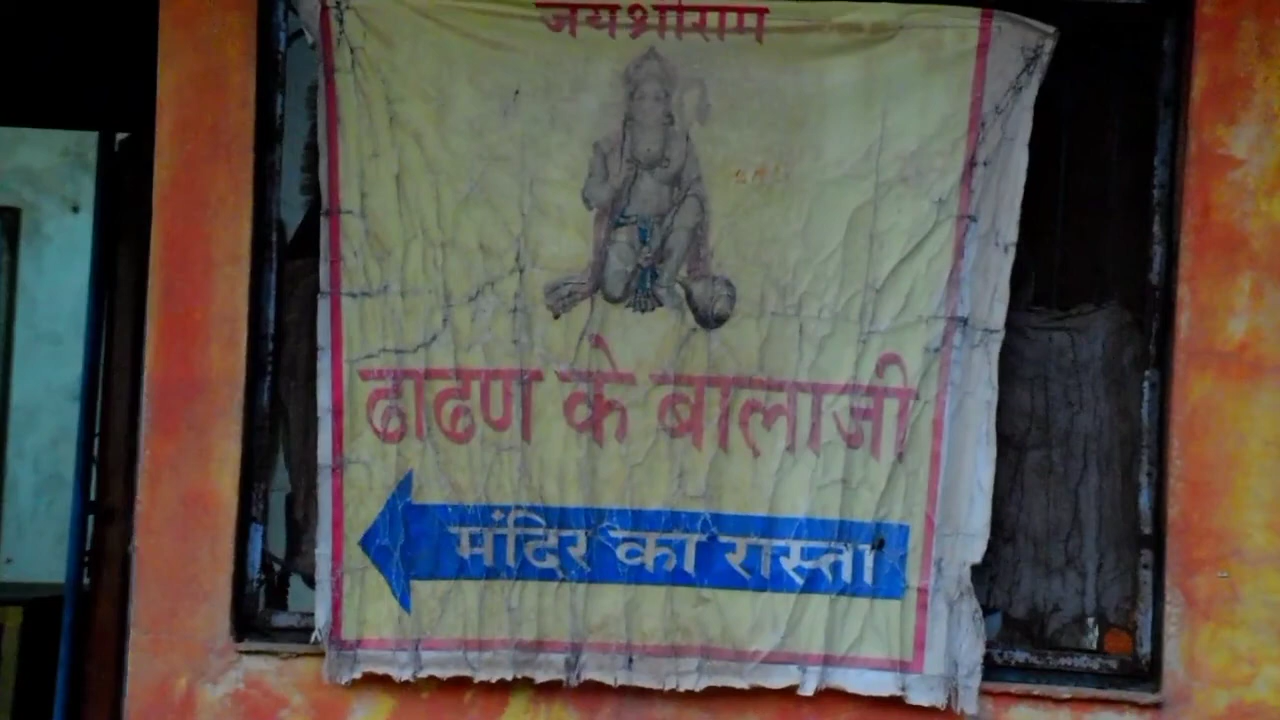 जय श्री राम
ढाढण के बालाजी
मंदिर का रास्ता